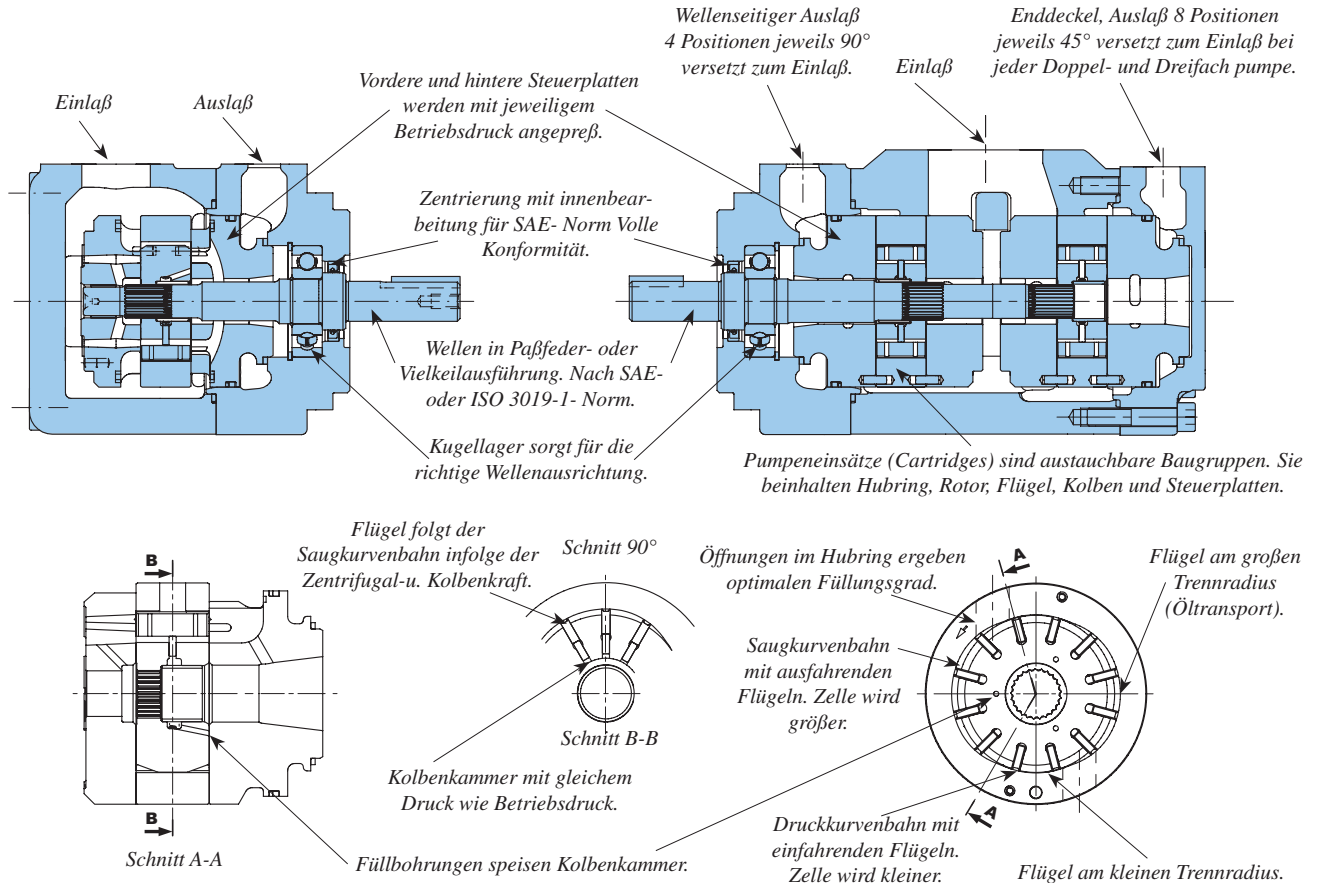 Wellenseitiger Auslaß
4 Positionen jeweils 90°
versetzt zum Einlaß.
Enddeckel, Auslaß 8 Positionen
jeweils 45° versetzt zum Einlaß bei
jeder Doppel- und Dreifach pumpe.
Einlaß
Auslaß
Vordere und hintere Steuerplatten
werden mit jeweiligem
Betriebsdruck angepreß.
Einlaß
Zentrierung mit innenbear-
beitung für SAE- Norm Volle
Konformität.
Wellen in Paßfeder- oder
Vielkeilausführung. Nach SAE-
oder ISO 3019-1- Norm.
Kugellager sorgt für die
richtige Wellenausrichtung.
Pumpeneinsätze (Cartridges) sind austauchbare Baugruppen. Sie
beinhalten Hubring, Rotor, Flügel, Kolben und Steuerplatten.
Flügel folgt der
Saugkurvenbahn infolge der
Zentrifugal-u. Kolbenkraft.
Schnitt 90°
Öffnungen im Hubring ergeben
optimalen Füllungsgrad.
A
Flügel am großen
Trennradius
(Öltransport).
B
Saugkurvenbahn
mit ausfahrenden
Flügeln. Zelle wird
größer.
Schnitt B-B
Kolbenkammer mit gleichem
Druck wie Betriebsdruck.
B
A
Schnitt A-A
Füllbohrungen speisen Kolbenkammer.
Druckkurvenbahn mit
einfahrenden Flügeln.
Zelle wird kleiner.
Flügel am kleinen Trennradius.